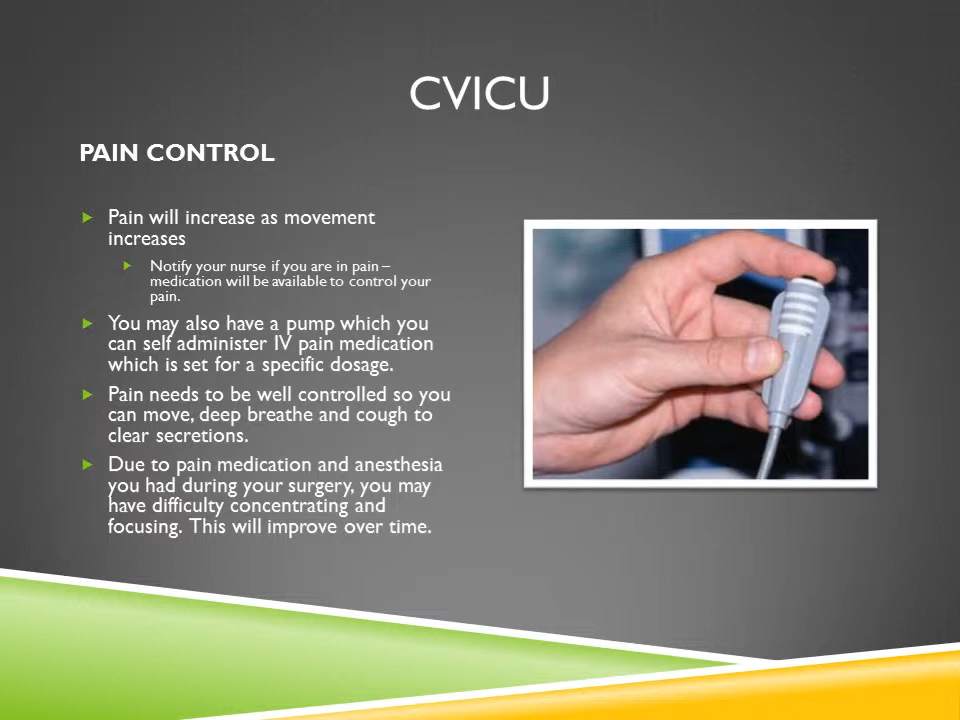 CVICU
PAIN CONTROL
Pain will increase as movement
increases
Notify your nurse if you are in pain –
medication will be available to control your
pain.
You may also have a pump which you
can self administer IV pain medication
which is set for a specific dosage.
Pain needs to be well controlled so you
can move, deep breathe and cough to
clear secretions.
Due to pain medication and anesthesia
you had during your surgery, you may
have difficulty concentrating and
focusing. This will improve over time.